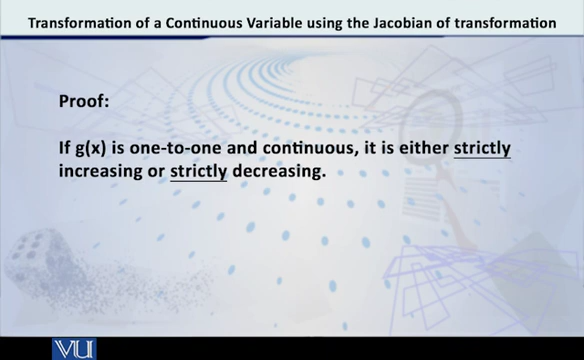 Transformation of a Continuous Variable using the Jacobian of transformation
Proof:
If g(x) is one-to-one and continuous, it is either strictly
increasing or strictly decreasing.
VU